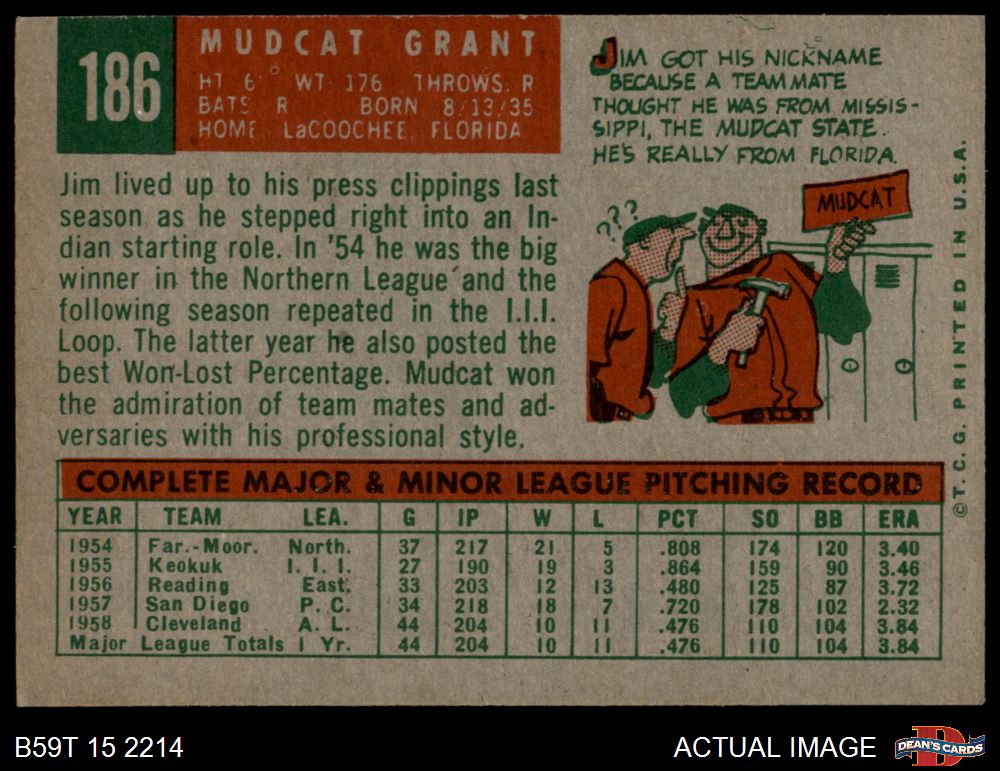 186
MUDCAT GRANT
HT 6' WT 176 THROWS: R
BATS R BORN 8/13/35
HOME LaCOOCHEE, FLORIDA
JIM GOT HIS NICKNAME
BECAUSE A TEAMMATE
THOUGHT HE WAS FROM MISSIS-
SIPPI, THE MUDCAT STATE.
HE'S REALLY FROM FLORIDA.
???
MUDCAT
Jim lived up to his press clippings last
season as he stepped right into an In-
dian starting role. In '54 he was the big
winner in the Northern League and the
following season repeated in the I.I.I.
Loop. The latter year he also posted the
best Won-Lost Percentage. Mudcat won
the admiration of team mates and ad-
versaries with his professional style.
COMPLETE MAJOR & MINOR LEAGUE PITCHING RECORD
YEAR TEAM LEA. G IP W L PCT SO BB ERA
1954 Far.-Moor. North. 37 217 21 5 .808 174 120 3.40
1955 Keokuk I. I. I. 27 190 19 3 .864 159 90 3.46
1956 Reading East. 33 203 12 13 .480 125 87 3.72
1957 San Diego P. C. 34 218 18 7 .720 178 102 2.32
1958 Cleveland A. L. 44 204 10 11 .476 110 104 3.84
Major League Totals 1 Yr. 44 204 10 11 .476 110 104 3.84
© T. C. G. PRINTED IN U.S.A.
B59T 15 2214
ACTUAL IMAGE
DEAN'S CARDS